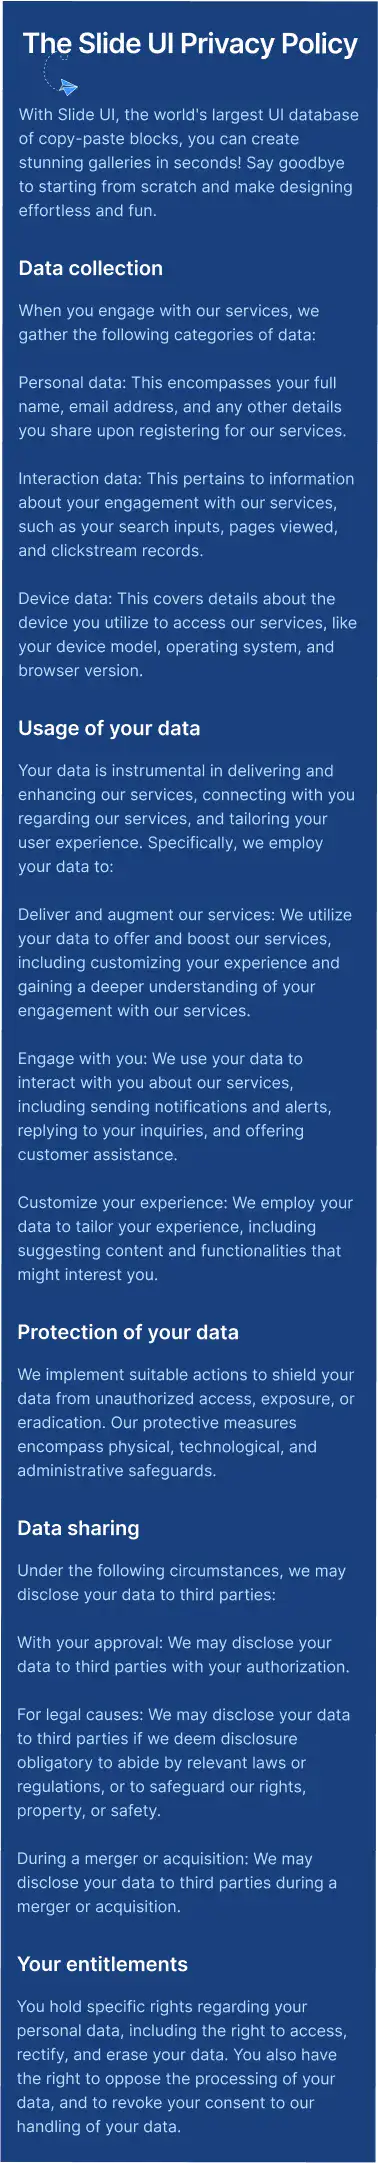 The Slide UI Privacy Policy
With Slide UI, the world's largest UI database
of copy-paste blocks, you can create
stunning galleries in seconds! Say goodbye
to starting from scratch and make designing
effortless and fun.
Data collection
When you engage with our services, we
gather the following categories of data:
Personal data: This encompasses your full
name, email address, and any other details
you share upon registering for our services.
Interaction data: This pertains to information
about your engagement with our services,
such as your search inputs, pages viewed,
and clickstream records.
Device data: This covers details about the
device you utilize to access our services, like
your device model, operating system, and
browser version.
Usage of your data
Your data is instrumental in delivering and
enhancing our services, connecting with you
regarding our services, and tailoring your
user experience. Specifically, we employ
your data to:
Deliver and augment our services: We utilize
your data to offer and boost our services,
including customizing your experience and
gaining a deeper understanding of your
engagement with our services.
Engage with you: We use your data to
interact with you about our services,
including sending notifications and alerts,
replying to your inquiries, and offering
customer assistance.
Customize your experience: We employ your
data to tailor your experience, including
suggesting content and functionalities that
might interest you.
Protection of your data
We implement suitable actions to shield your
data from unauthorized access, exposure, or
eradication. Our protective measures
encompass physical, technological, and
administrative safeguards.
Data sharing
Under the following circumstances, we may
disclose your data to third parties:
With your approval: We may disclose your
data to third parties with your authorization.
For legal causes: We may disclose your data
to third parties if we deem disclosure
obligatory to abide by relevant laws or
regulations, or to safeguard our rights,
property, or safety.
During a merger or acquisition: We may
disclose your data to third parties during a
merger or acquisition.
Your entitlements
You hold specific rights regarding your
personal data, including the right to access,
rectify, and erase your data. You also have
the right to oppose the processing of your
data, and to revoke your consent to our
handling of your data.